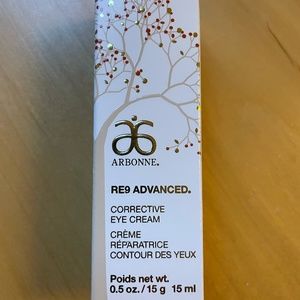 ARBONNE.
RE9 ADVANCED.
CORRECTIVE
EYE CREAM
CRÈME
RÉPARATRICE
CONTOUR DES YEUX
Poids net wt.
0.5 oz. / 15 g 15 ml